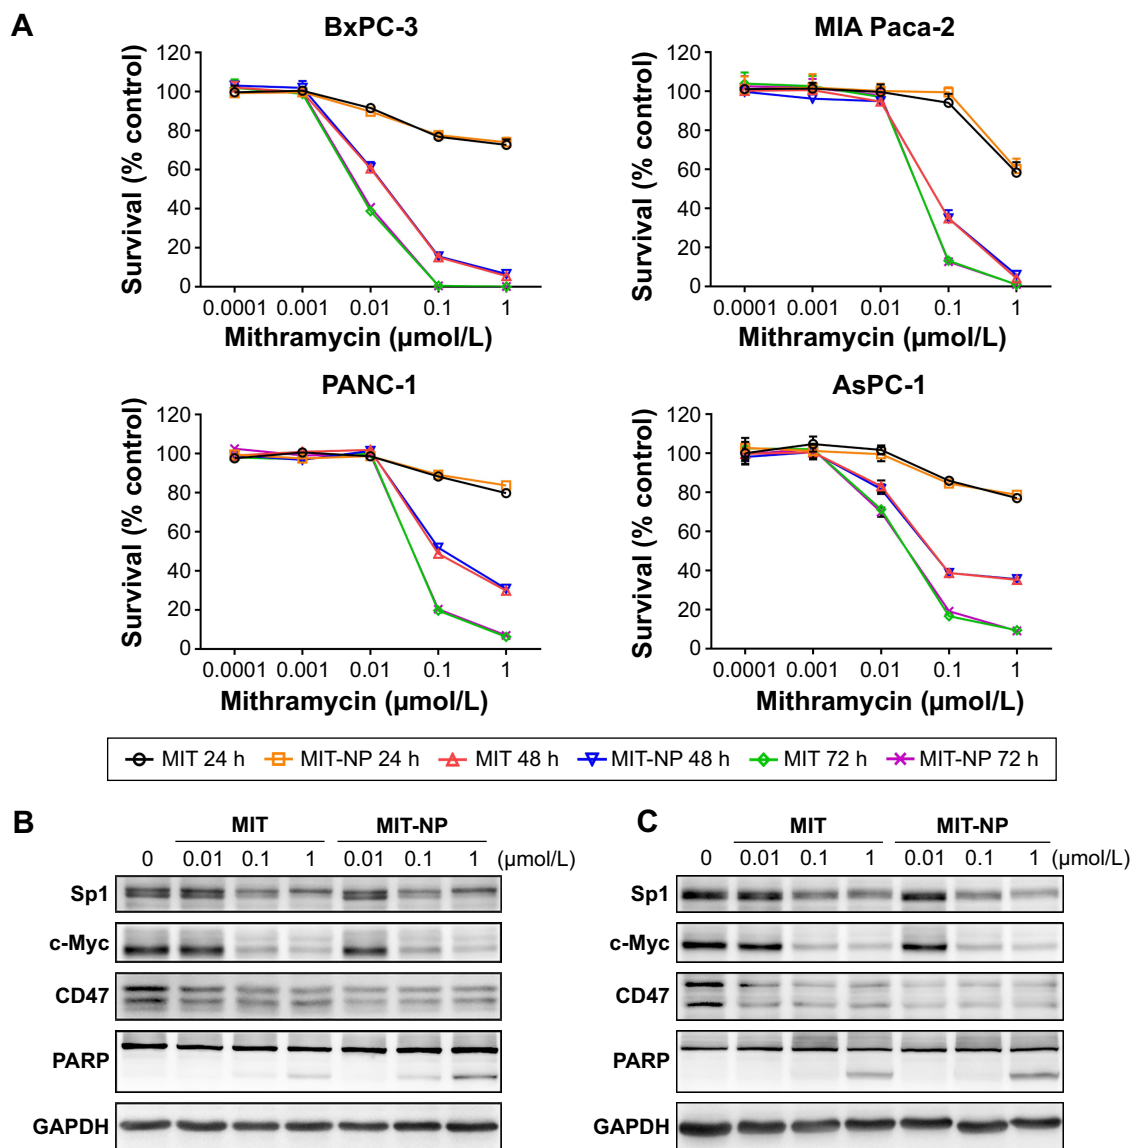 A
BxPC-3
MIA Paca-2
Survival (% control)
120
100
80
60
40
20
0
0.0001 0.001 0.01 0.1 1
Mithramycin (µmol/L)
Survival (% control)
120
100
80
60
40
20
0
0.0001 0.001 0.01 0.1 1
Mithramycin (µmol/L)
PANC-1
AsPC-1
Survival (% control)
120
100
80
60
40
20
0
0.0001 0.001 0.01 0.1 1
Mithramycin (µmol/L)
Survival (% control)
120
100
80
60
40
20
0
0.0001 0.001 0.01 0.1 1
Mithramycin (µmol/L)
MIT 24 h MIT-NP 24 h MIT 48 h MIT-NP 48 h MIT 72 h MIT-NP 72 h
B
MIT MIT-NP
0 0.01 0.1 1 0.01 0.1 1 (µmol/L)
Sp1
c-Myc
CD47
PARP
GAPDH
C
MIT MIT-NP
0 0.01 0.1 1 0.01 0.1 1 (µmol/L)
Sp1
c-Myc
CD47
PARP
GAPDH